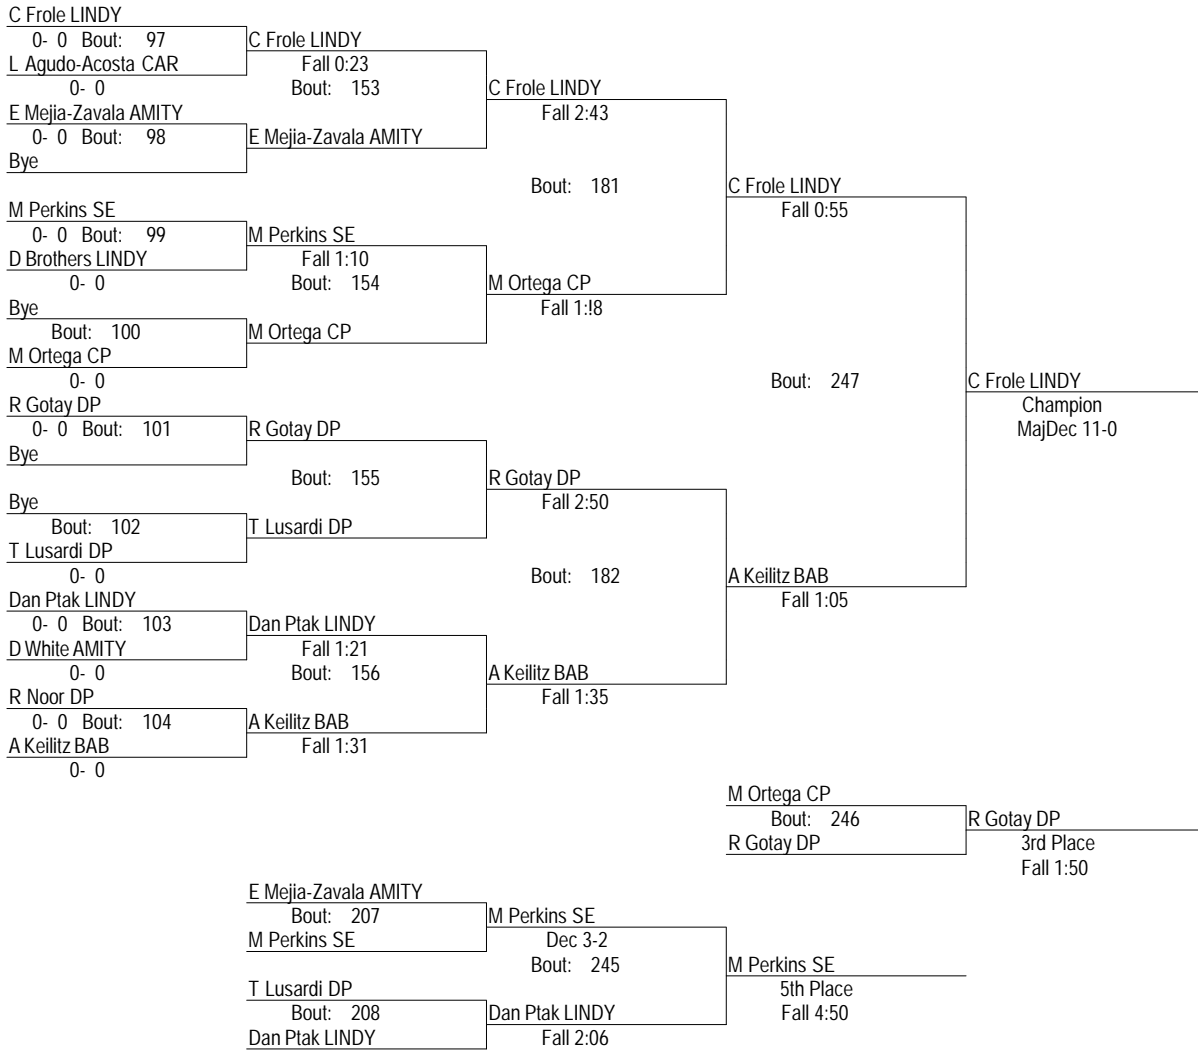 C Frole LINDY
0- 0 Bout: 97
L Agudo-Acosta CAR
0- 0
E Mejia-Zavala AMITY
0- 0 Bout: 98
Bye
M Perkins SE
0- 0 Bout: 99
D Brothers LINDY
0- 0
Bye
Bout: 100
M Ortega CP
0- 0
R Gotay DP
0- 0 Bout: 101
Bye
Bye
Bout: 102
T Lusardi DP
0- 0
Dan Ptak LINDY
0- 0 Bout: 103
D White AMITY
0- 0
R Noor DP
0- 0 Bout: 104
A Keilitz BAB
0- 0
C Frole LINDY
Fall 0:23
Bout: 153
E Mejia-Zavala AMITY
M Perkins SE
Fall 1:10
Bout: 154
M Ortega CP
R Gotay DP
Bout: 155
T Lusardi DP
Dan Ptak LINDY
Fall 1:21
Bout: 156
A Keilitz BAB
Fall 1:31
C Frole LINDY
Fall 2:43
Bout: 181
M Ortega CP
Fall 1:!8
R Gotay DP
Fall 2:50
Bout: 182
A Keilitz BAB
Fall 1:35
C Frole LINDY
Fall 0:55
Bout: 247
A Keilitz BAB
Fall 1:05
C Frole LINDY
Champion
MajDec 11-0
M Ortega CP
Bout: 246
R Gotay DP
R Gotay DP
3rd Place
Fall 1:50
E Mejia-Zavala AMITY
Bout: 207
M Perkins SE
T Lusardi DP
Bout: 208
Dan Ptak LINDY
M Perkins SE
Dec 3-2
Bout: 245
Dan Ptak LINDY
Fall 2:06
M Perkins SE
5th Place
Fall 4:50